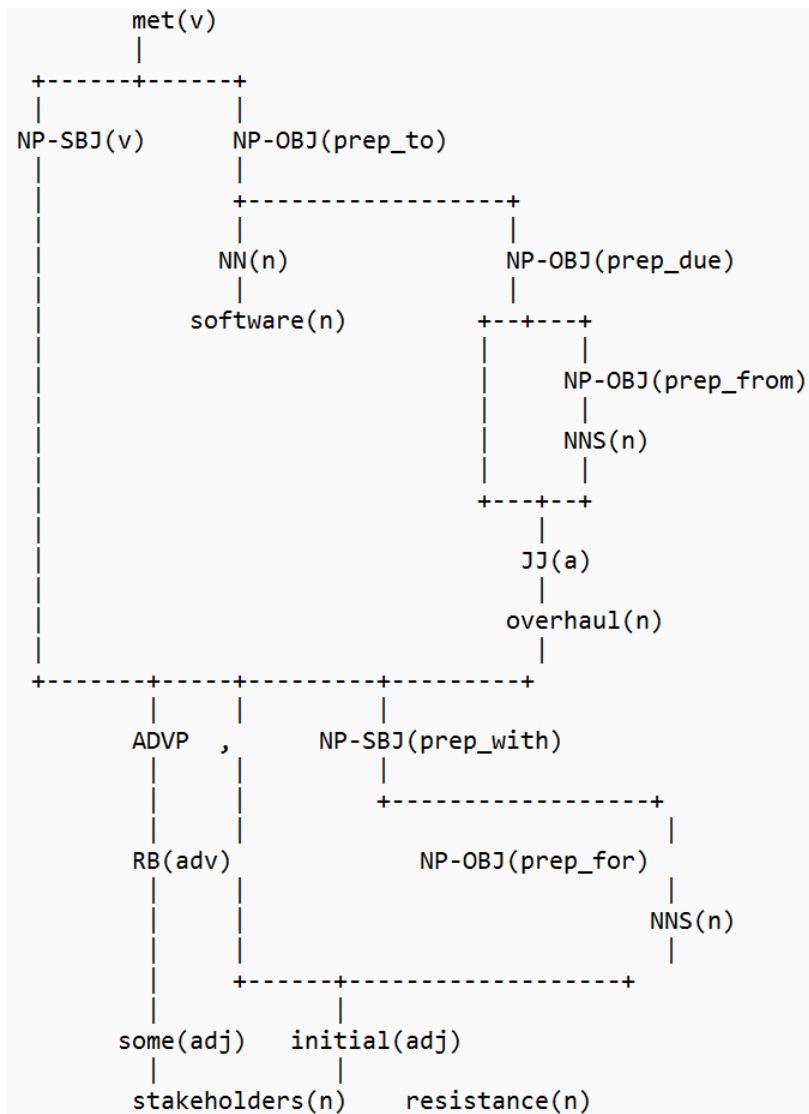 met(v)
NP-SBJ(v) NP-OBJ(prep_to)
NN(n) NP-OBJ(prep_due)
software(n)
NP-OBJ(prep_from)
NNS(n)
JJ(a)
overhaul(n)
ADVP , NP-SBJ(prep_with)
RB(adv) NP-OBJ(prep_for)
NNS(n)
some(adj) initial(adj)
stakeholders(n) resistance(n)